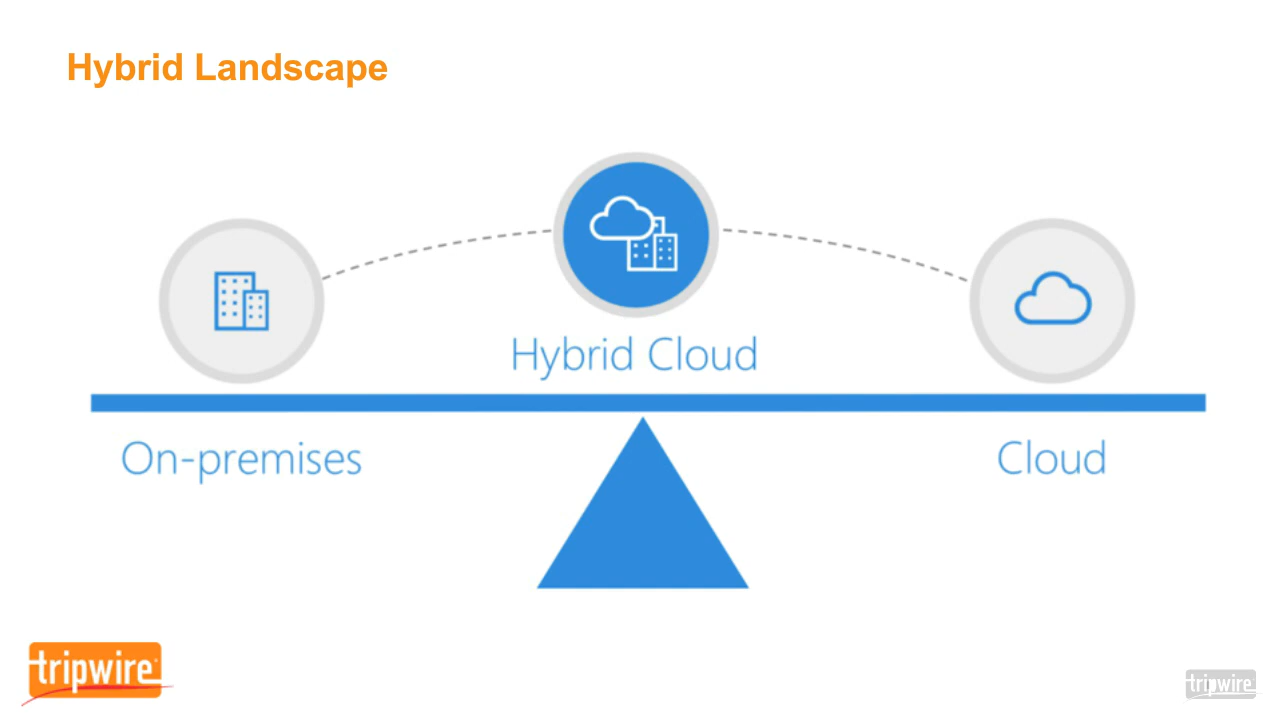 Hybrid Landscape
Hybrid Cloud
On-premises
Cloud
tripwire
tripwire